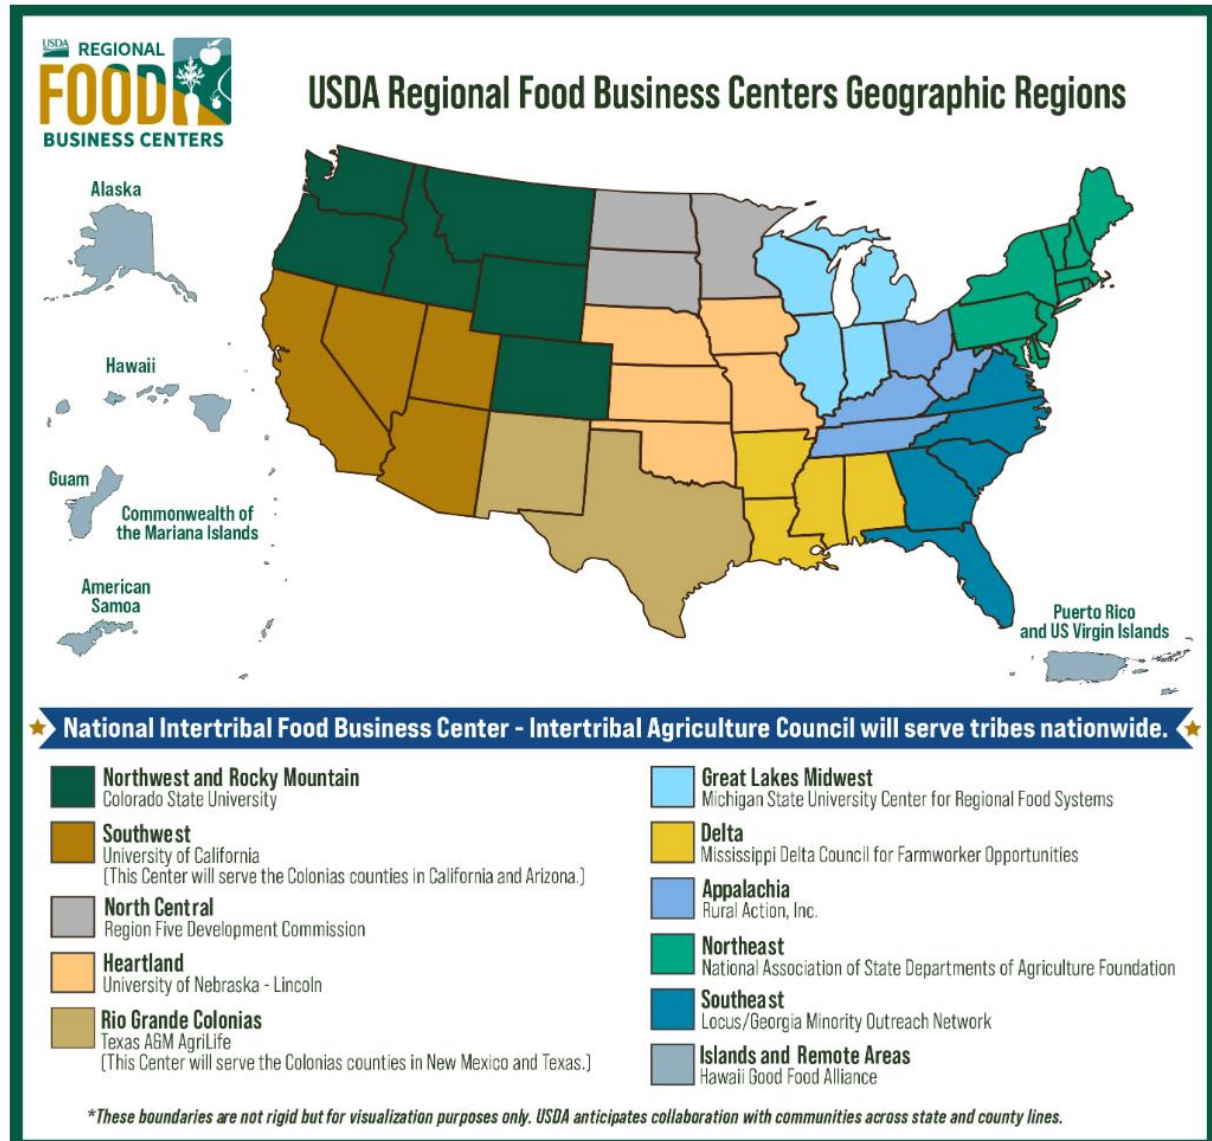 USDA REGIONAL
FOOD
BUSINESS CENTERS
USDA Regional Food Business Centers Geographic Regions
Alaska
Hawaii
Guam
Commonwealth of
the Mariana Islands
American
Samoa
Puerto Rico
and US Virgin Islands
National Intertribal Food Business Center - Intertribal Agriculture Council will serve tribes nationwide.
Northwest and Rocky Mountain
Colorado State University
Southwest
University of California
(This Center will serve the Colonias counties in California and Arizona.)
North Central
Region Five Development Commission
Heartland
University of Nebraska - Lincoln
Rio Grande Colonias
Texas A&M AgriLife
(This Center will serve the Colonias counties in New Mexico and Texas.)
Great Lakes Midwest
Michigan State University Center for Regional Food Systems
Delta
Mississippi Delta Council for Farmworker Opportunities
Appalachia
Rural Action, Inc.
Northeast
National Association of State Departments of Agriculture Foundation
Southeast
Locus/Georgia Minority Outreach Network
Islands and Remote Areas
Hawaii Good Food Alliance
*These boundaries are not rigid but for visualization purposes only. USDA anticipates collaboration with communities across state and county lines.